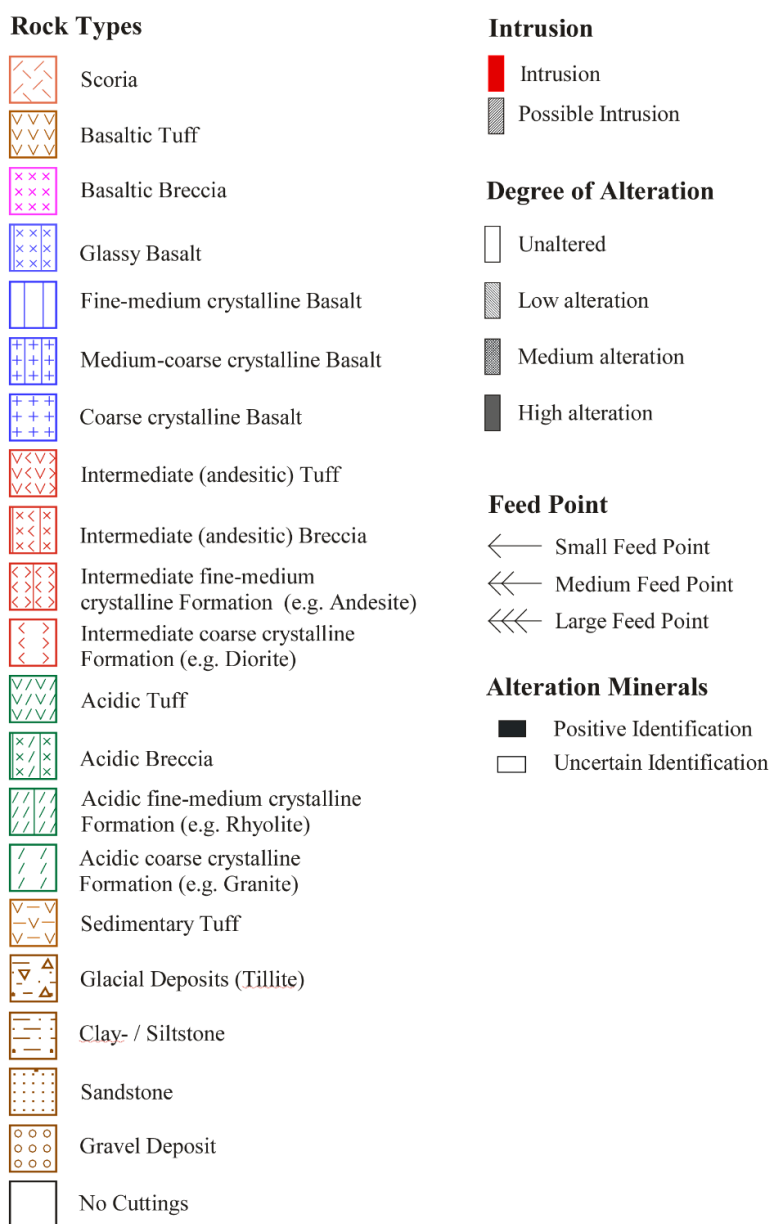 Rock Types
Scoria
Basaltic Tuff
Basaltic Breccia
Glassy Basalt
Fine-medium crystalline Basalt
Medium-coarse crystalline Basalt
Coarse crystalline Basalt
Intermediate (andesitic) Tuff
Intermediate (andesitic) Breccia
Intermediate fine-medium
crystalline Formation (e.g. Andesite)
Intermediate coarse crystalline
Formation (e.g. Diorite)
Acidic Tuff
Acidic Breccia
Acidic fine-medium crystalline
Formation (e.g. Rhyolite)
Acidic coarse crystalline
Formation (e.g. Granite)
Sedimentary Tuff
Glacial Deposits (Tillite)
Clay- / Siltstone
Sandstone
Gravel Deposit
No Cuttings
Intrusion
Intrusion
Possible Intrusion
Degree of Alteration
Unaltered
Low alteration
Medium alteration
High alteration
Feed Point
Small Feed Point
Medium Feed Point
Large Feed Point
Alteration Minerals
Positive Identification
Uncertain Identification